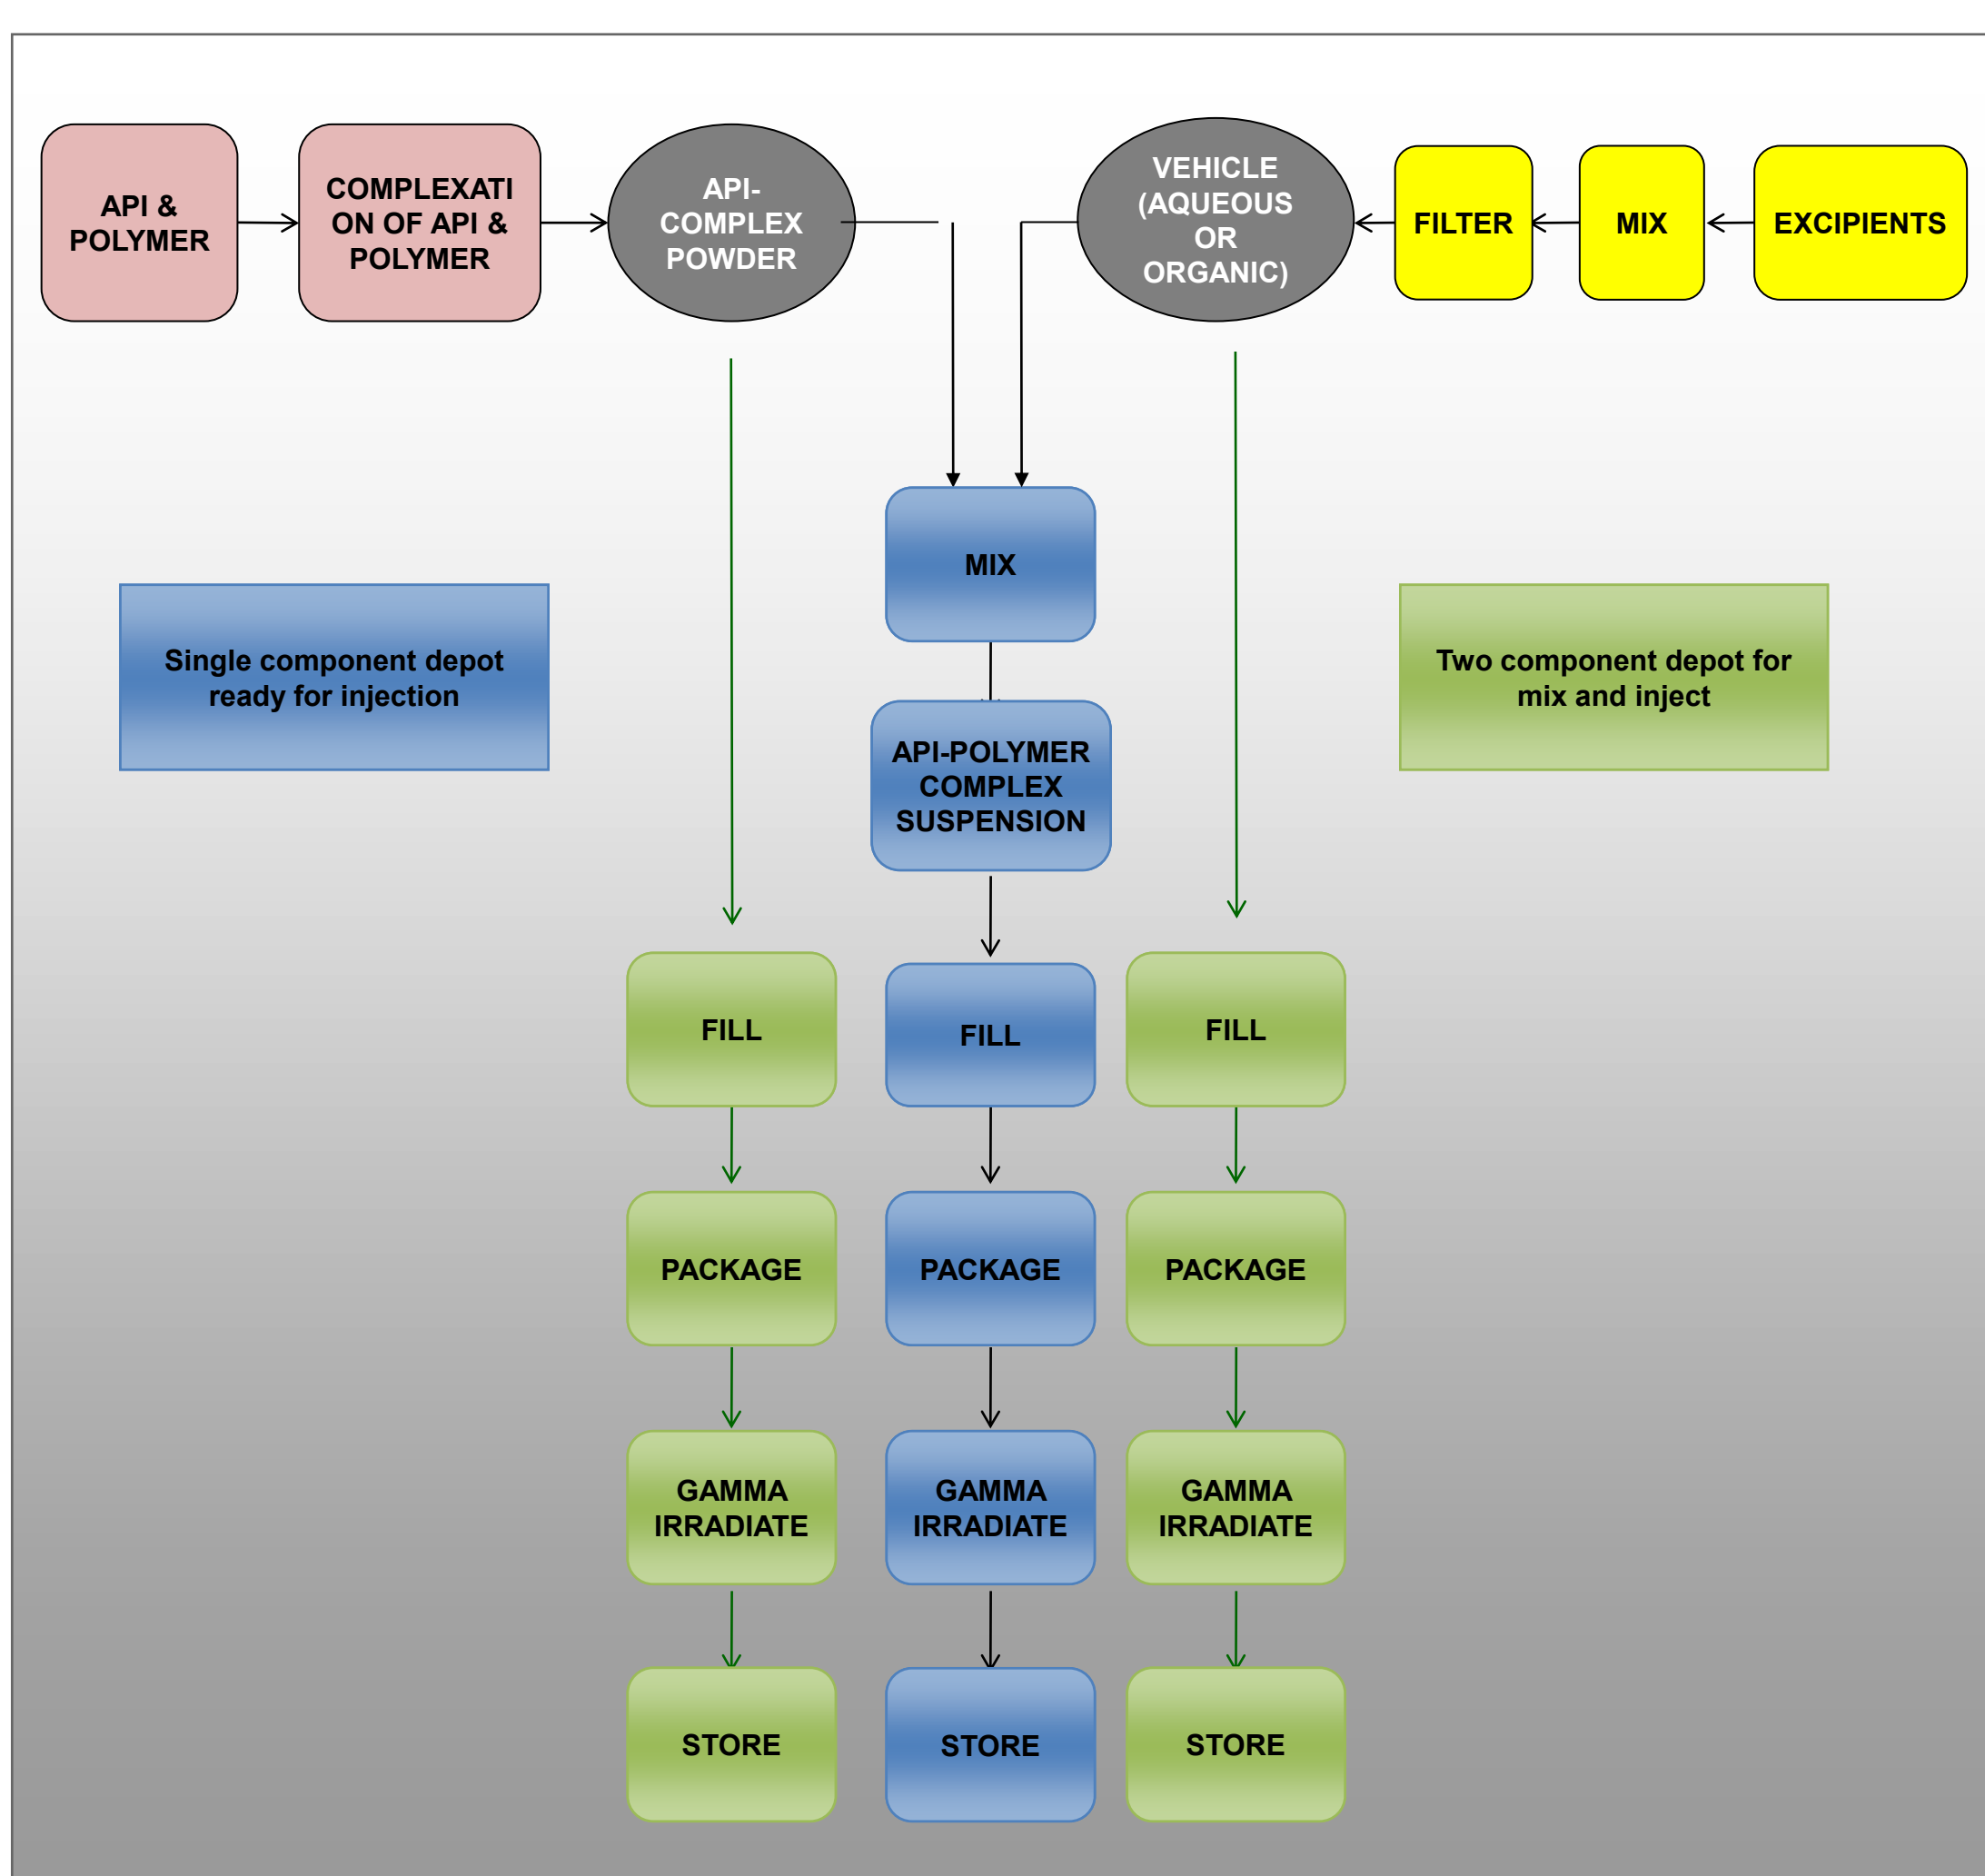 API &
POLYMER
COMPLEXATI
ON OF API &
POLYMER
API-
COMPLEX
POWDER
VEHICLE
(AQUEOUS
OR
ORGANIC)
FILTER
MIX
EXCIPIENTS
MIX
Single component depot
ready for injection
Two component depot for
mix and inject
API-POLYMER
COMPLEX
SUSPENSION
FILL
FILL
FILL
PACKAGE
PACKAGE
PACKAGE
GAMMA
IRRADIATE
GAMMA
IRRADIATE
GAMMA
IRRADIATE
STORE
STORE
STORE